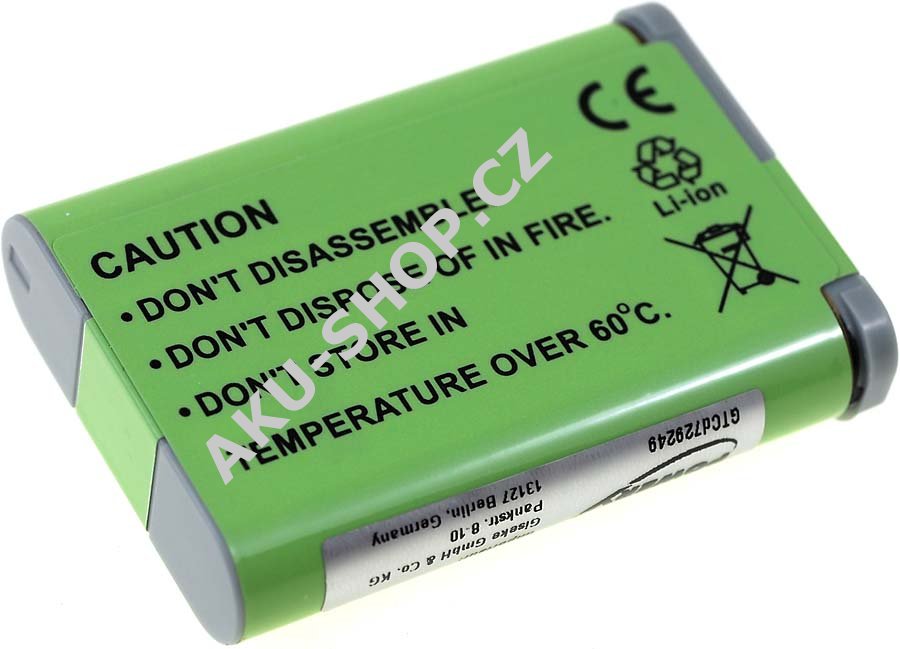 CE
Li-ion
CAUTION
• DON'T DISASSEMBLE.
• DON'T DISPOSE OF IN FIRE.
• DON'T STORE IN
TEMPERATURE OVER 60°C.
AKU-SHOP.CZ
GTCd729249
POWER
Giseke GmbH & Co. KG
Pankstr. 8-10
13127 Berlin, Germany